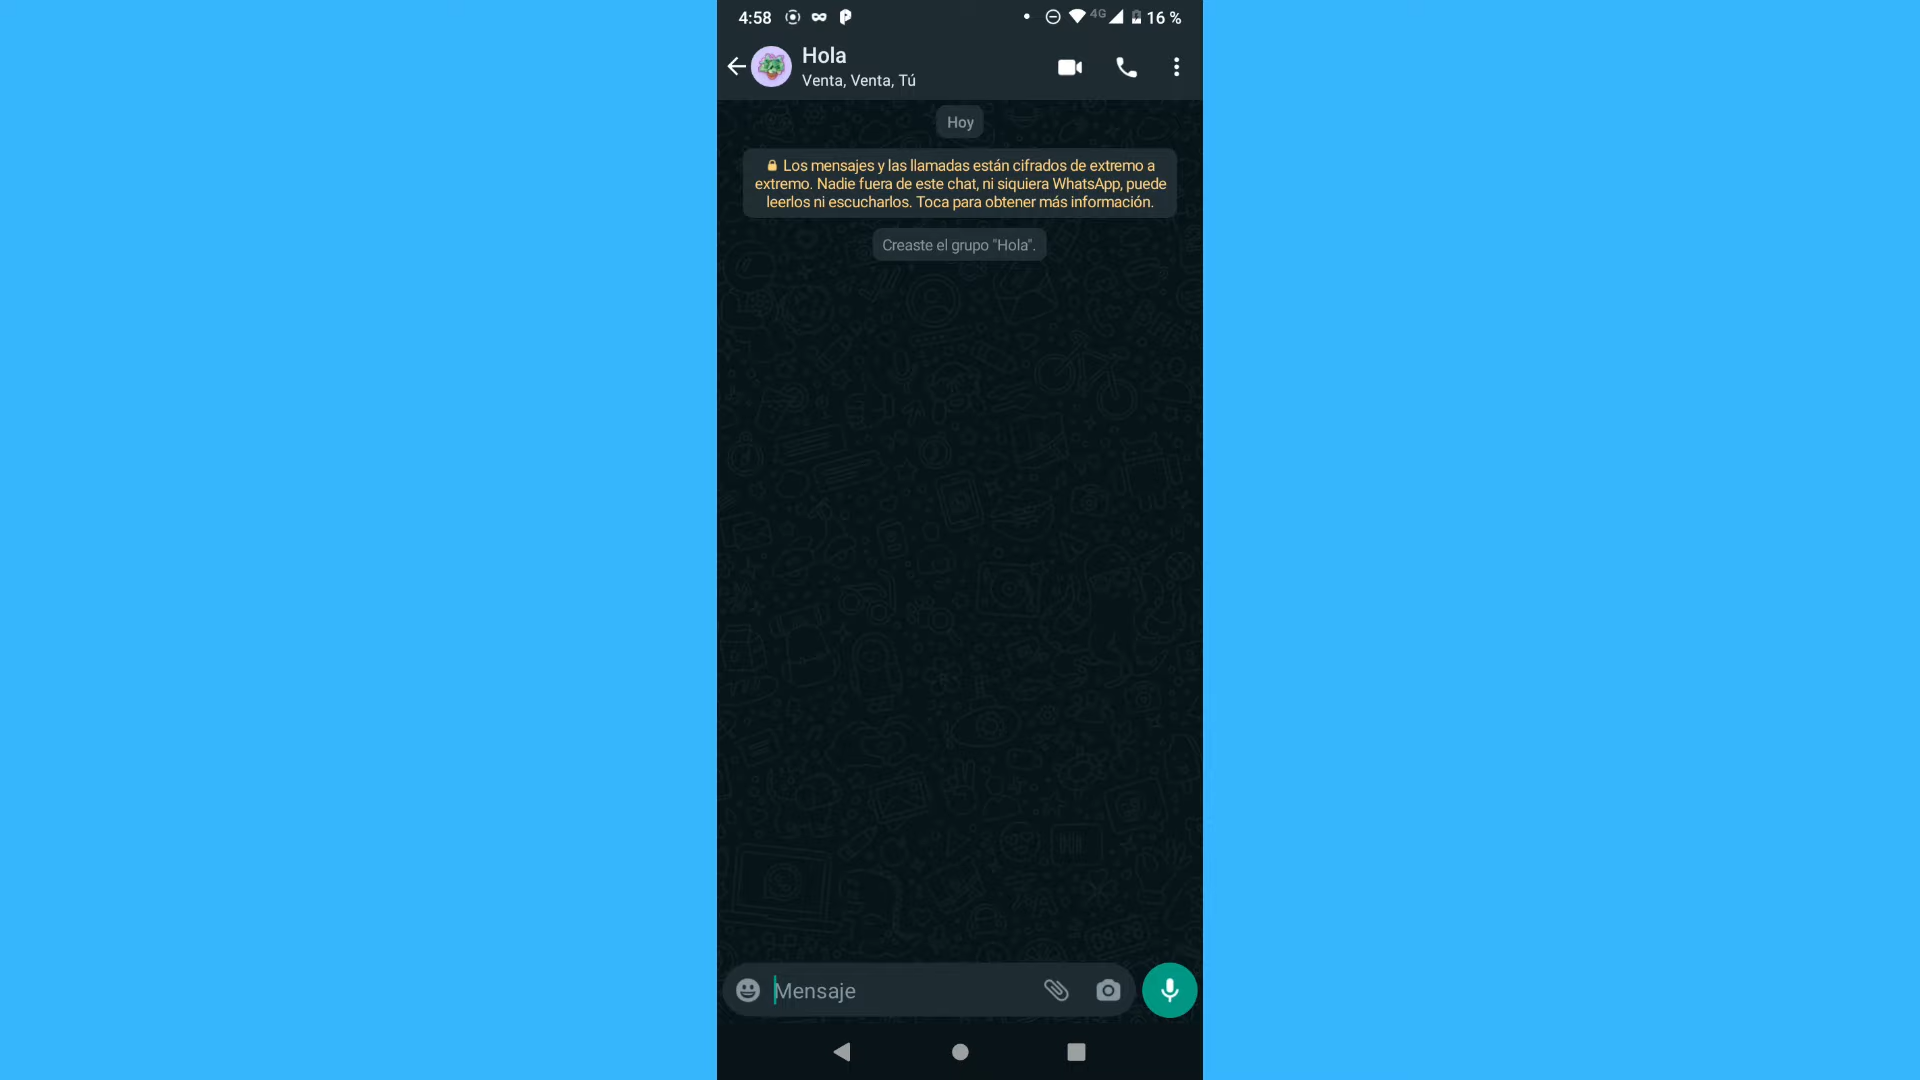 4:58
4G
16 %
Hola
Venta, Venta, Tú
Hoy
Los mensajes y las llamadas están cifrados de extremo a
extremo. Nadie fuera de este chat, ni siquiera WhatsApp, puede
leerlos ni escucharlos. Toca para obtener más información.
Creaste el grupo "Hola".
Mensaje